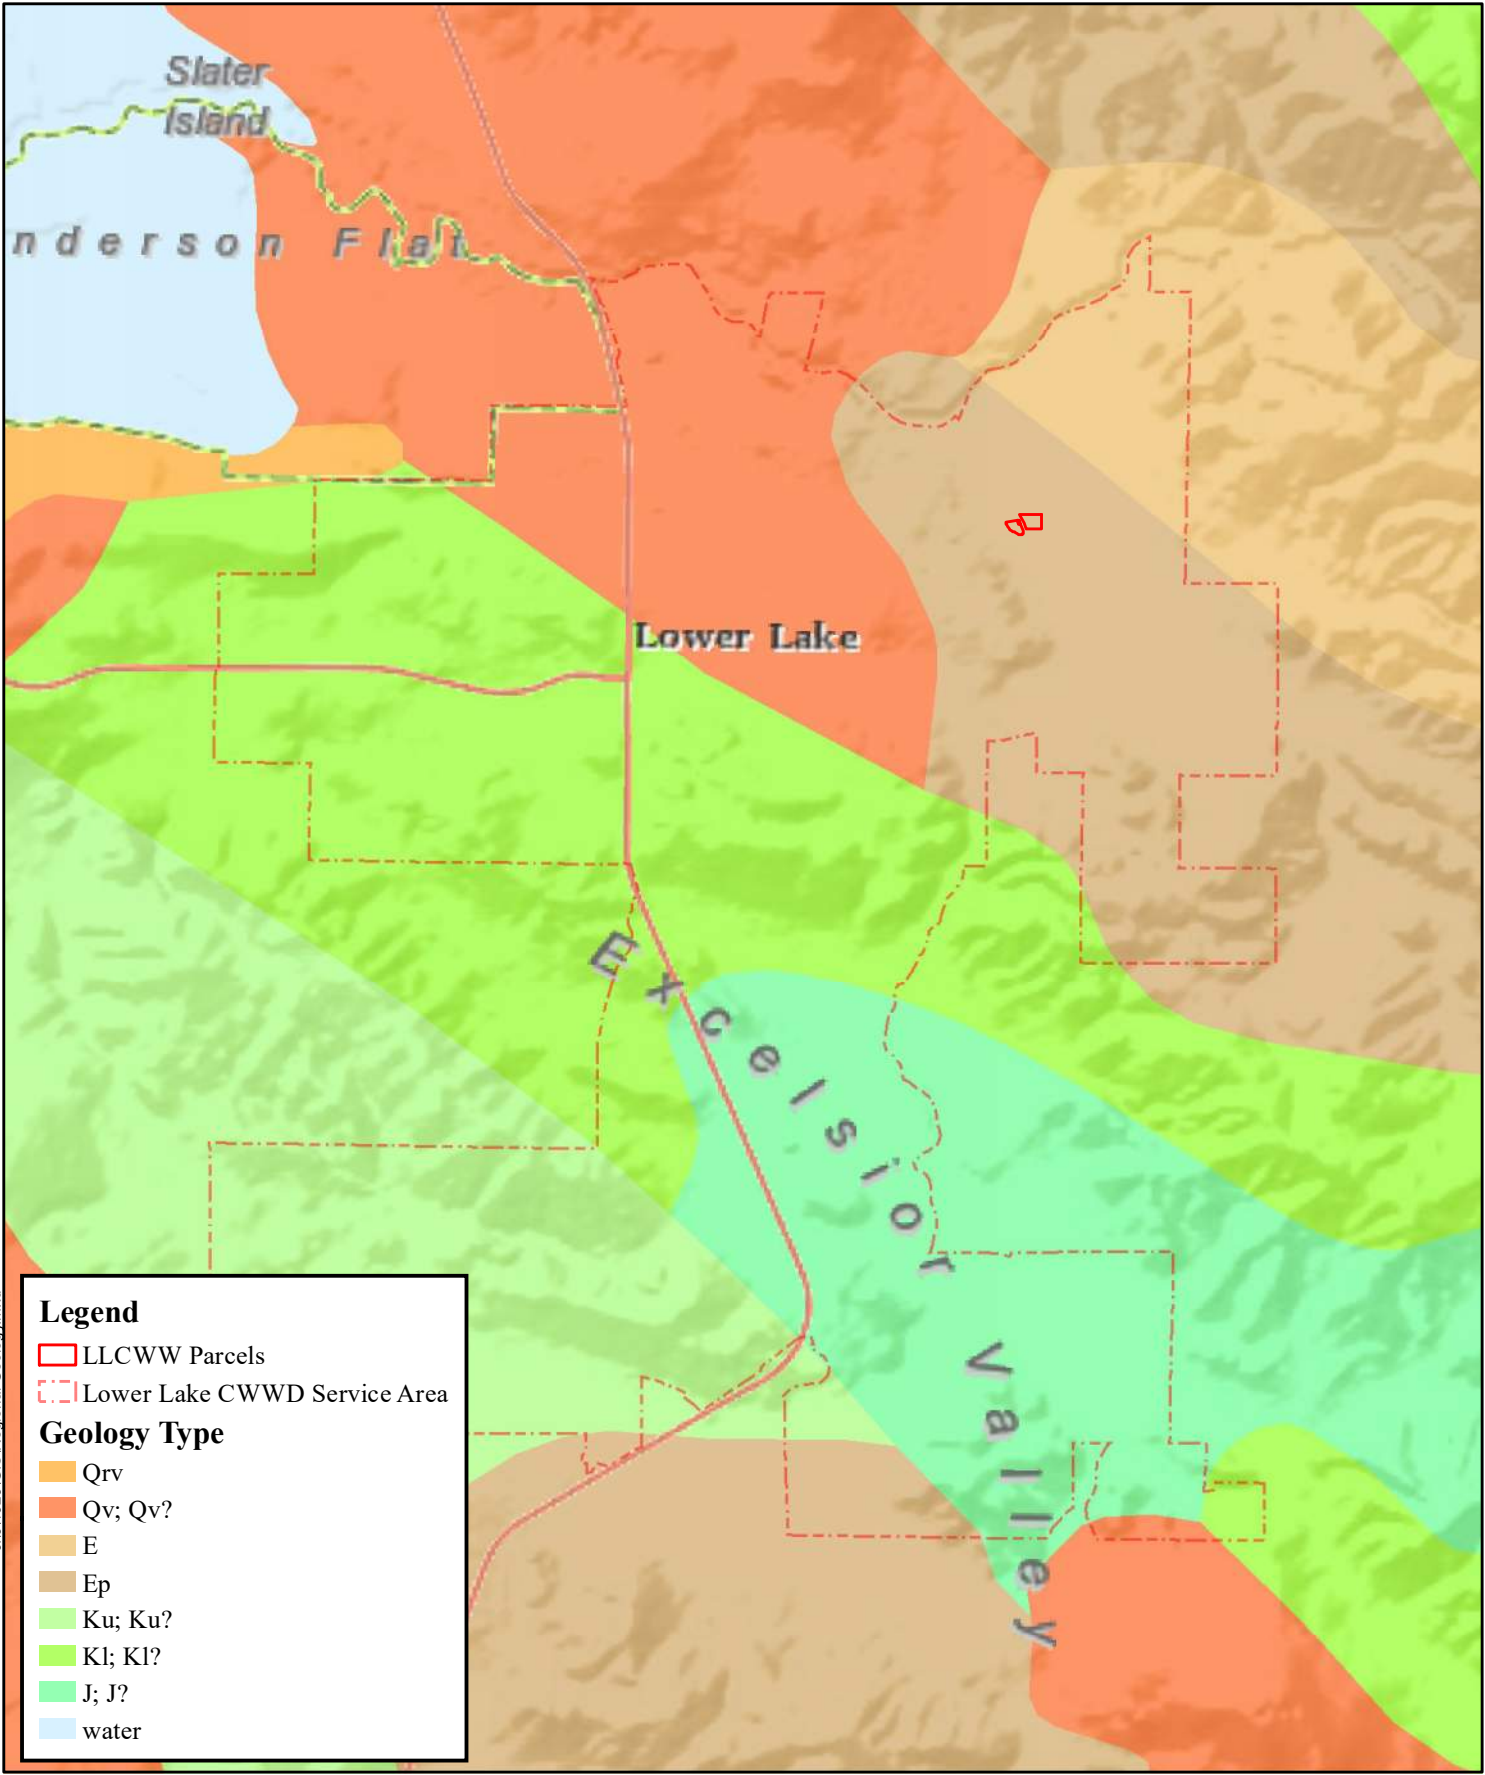 Slater
Island
nderson Flat
Lower Lake
Excelsior Valley
Legend
LLCWW Parcels
Lower Lake CWWD Service Area
Geology Type
Qrv
Qv; Qv?
E
Ep
Ku; Ku?
Kl; Kl?
J; J?
water